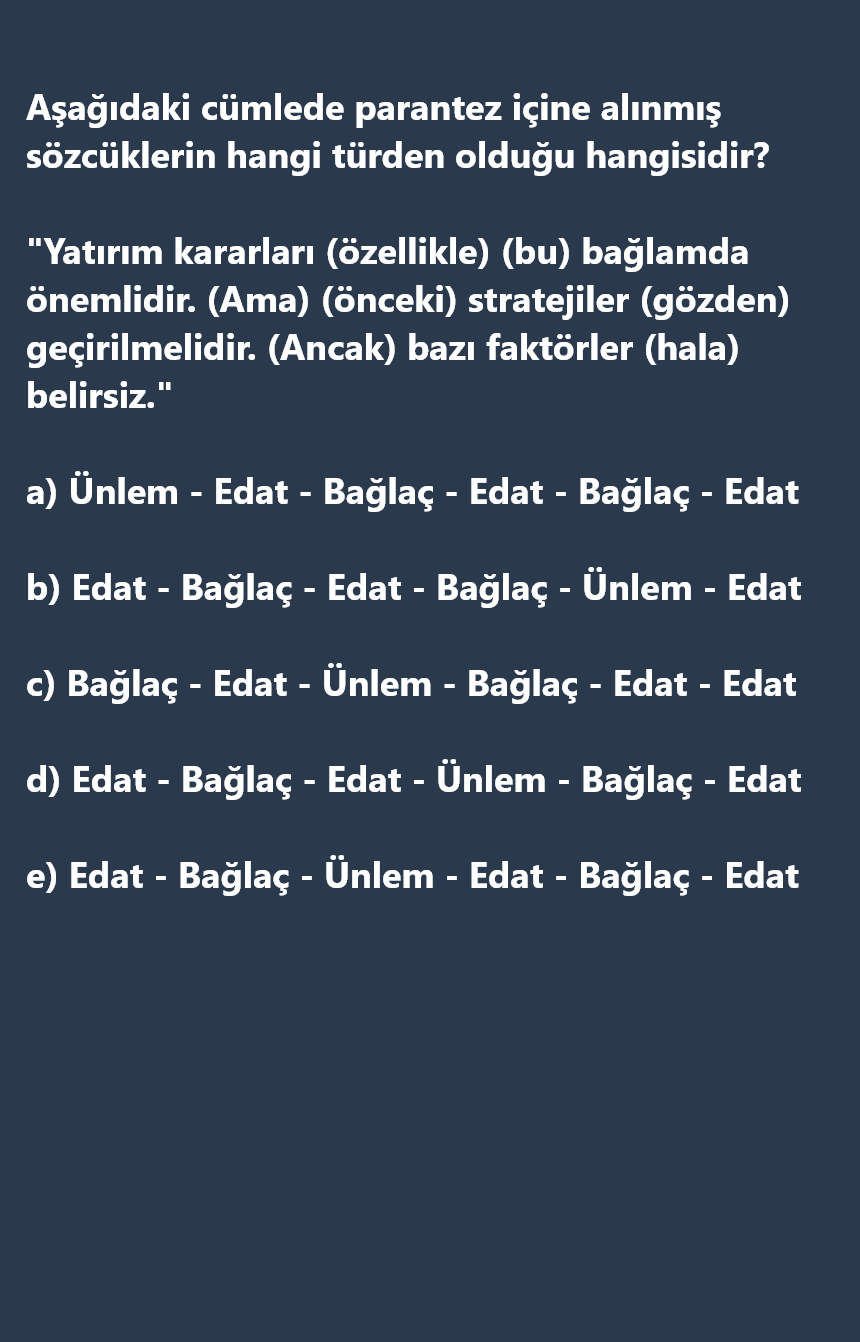 Aşağıdaki cümlede parantez içine alınmış
sözcüklerin hangi türden olduğu hangisidir?
"Yatırım kararları (özellikle) (bu) bağlamda
önemlidir. (Ama) (önceki) stratejiler (gözden)
geçirilmelidir. (Ancak) bazı faktörler (hala)
belirsiz."
a) Ünlem - Edat - Bağlaç - Edat - Bağlaç - Edat
b) Edat - Bağlaç - Edat - Bağlaç - Ünlem - Edat
c) Bağlaç - Edat - Ünlem - Bağlaç - Edat - Edat
d) Edat - Bağlaç - Edat - Ünlem - Bağlaç - Edat
e) Edat - Bağlaç - Ünlem - Edat - Bağlaç - Edat